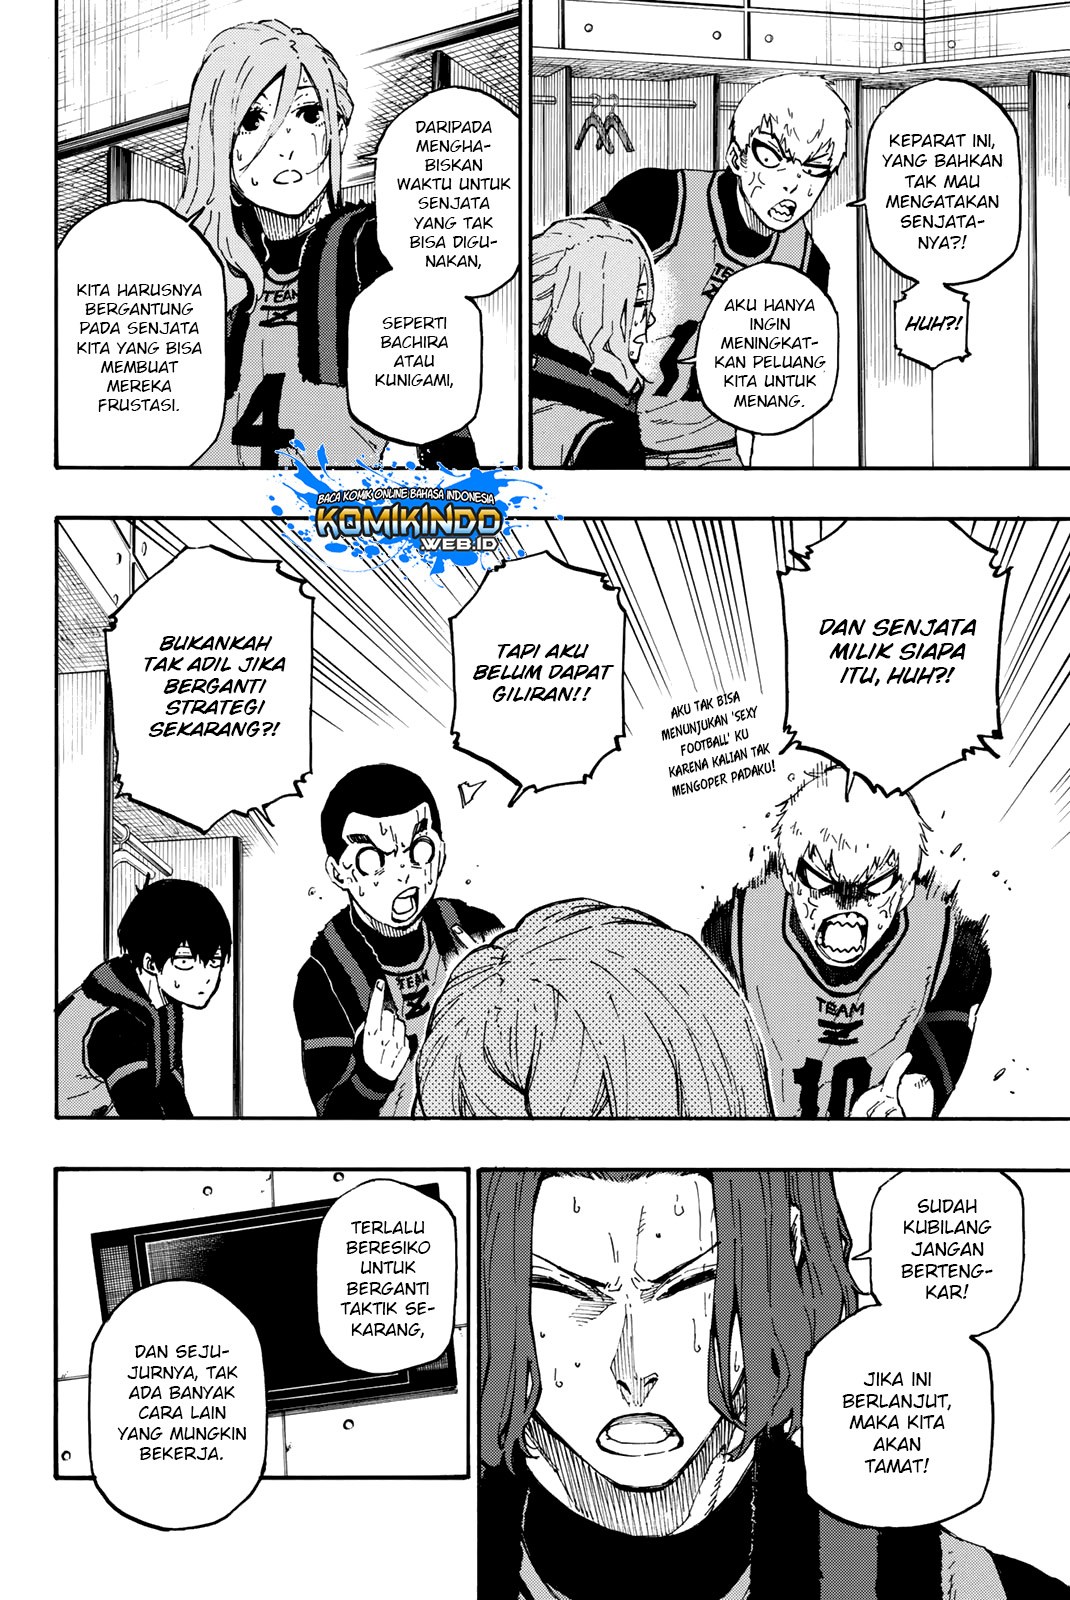 KEPARAT INI,
YANG BAHKAN
TAK MAU
MENGATAKAN
SENJATA-
NYA?!
HUH?!
AKU HANYA
INGIN
MENINGKAT-
KAN PELUANG
KITA UNTUK
MENANG.
TEAM
Z
DARIPADA
MENGHA-
BISKAN
WAKTU UNTUK
SENJATA
YANG TAK
BISA DIGU-
NAKAN,
SEPERTI
BACHIRA
ATAU
KUNIGAMI,
KITA HARUSNYA
BERGANTUNG
PADA SENJATA
KITA YANG BISA
MEMBUAT
MEREKA
FRUSTASI.
TEAM
Z
4
BACA KOMIK ONLINE BAHASA INDONESIA
KOMIKINDO
.WEB.ID
DAN SENJATA
MILIK SIAPA
ITU, HUH?!
AKU TAK BISA
MENUNJUKAN 'SEXY
FOOTBALL' KU
KARENA KALIAN TAK
MENGOPER PADAKU!
TAPI AKU
BELUM DAPAT
GILIRAN!!
BUKANKAH
TAK ADIL JIKA
BERGANTI
STRATEGI
SEKARANG?!
TEAM
Z
TEAM
Z
10
SUDAH
KUBILANG
JANGAN
BERTENG-
KAR!
JIKA INI
BERLANJUT,
MAKA KITA
AKAN
TAMAT!
TERLALU
BERESIKO
UNTUK
BERGANTI
TAKTIK SE-
KARANG,
DAN SEJU-
JURNYA, TAK
ADA BANYAK
CARA LAIN
YANG MUNGKIN
BEKERJA.